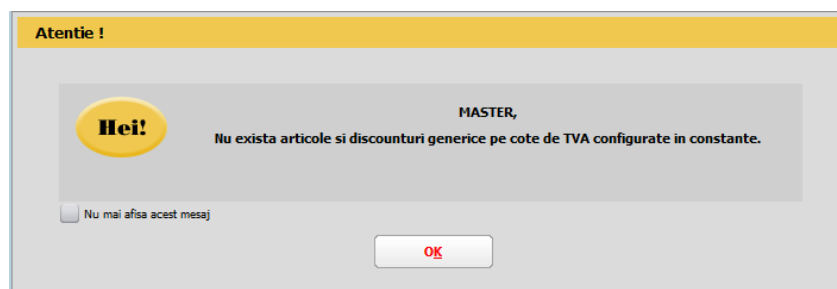 Atentie !
Hei!
MASTER,
Nu exista articole si discounturi generice pe cote de TVA configurate in constante.
Nu mai afisa acest mesaj
OK